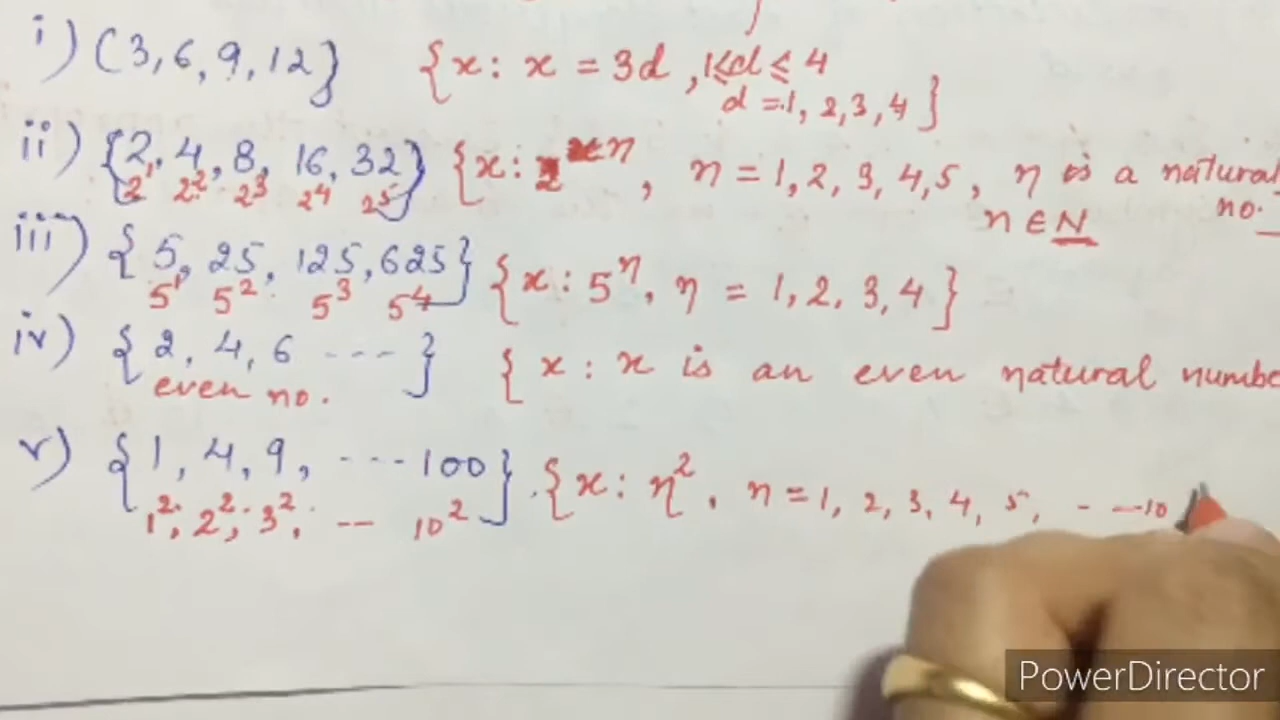 i) (3, 6, 9, 12} {x: x = 3d, 1≤d ≤ 4
d = 1, 2, 3, 4}
ii) {2, 4, 8, 16, 32} {x: 2ⁿ, n = 1, 2, 3, 4, 5, n is a natural
2¹ 2² 2³ 2⁴ 2⁵ n ∈ N no.
iii) {5, 25, 125, 625} {x: 5ⁿ, n = 1, 2, 3, 4}
5¹ 5² 5³ 5⁴
iv) {2, 4, 6 ---- } {x : x is an even natural numbe
even no.
v) {1, 4, 9, ---- 100} . {x: n², n = 1, 2, 3, 4, 5, - —10
1², 2², 3², -- 10²
PowerDirector